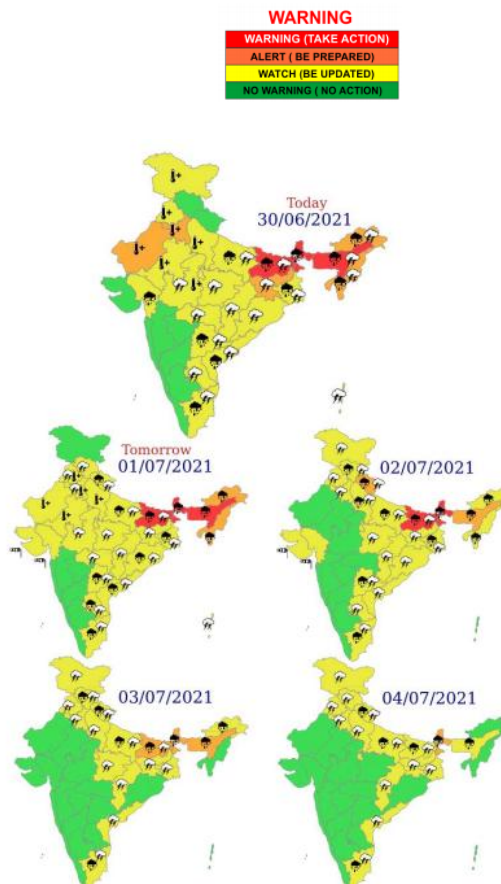 WARNING
WARNING (TAKE ACTION)
ALERT ( BE PREPARED)
WATCH (BE UPDATED)
NO WARNING ( NO ACTION)
Today
30/06/2021
Tomorrow
01/07/2021
02/07/2021
03/07/2021
04/07/2021